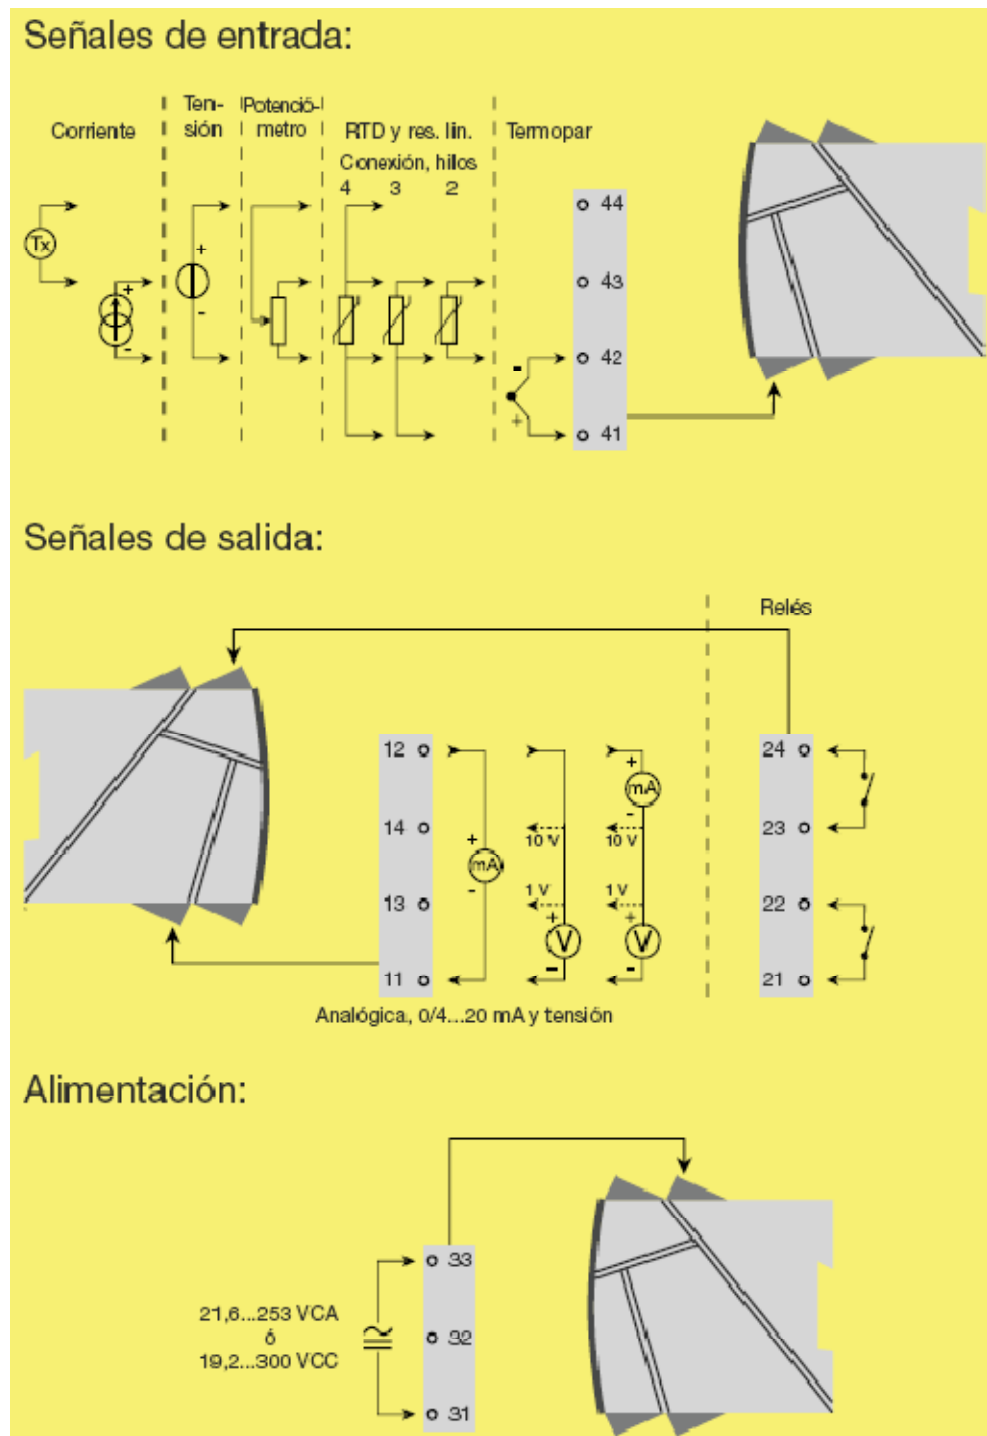 Señales de entrada:
Corriente
Ten-
sión
Potenció-
metro
RTD y res. lin.
Conexión, hilos
4 3 2
Termopar
Tx
+
-
+
-
-
+
44
43
42
41
Señales de salida:
Relés
12
14
13
11
+
mA
-
10 V
1 V
+
V
-
+
mA
-
10 V
1 V
+
V
-
24
23
22
21
Analógica, 0/4...20 mA y tensión
Alimentación:
21,6...253 VCA
ó
19,2...300 VCC
33
32
31